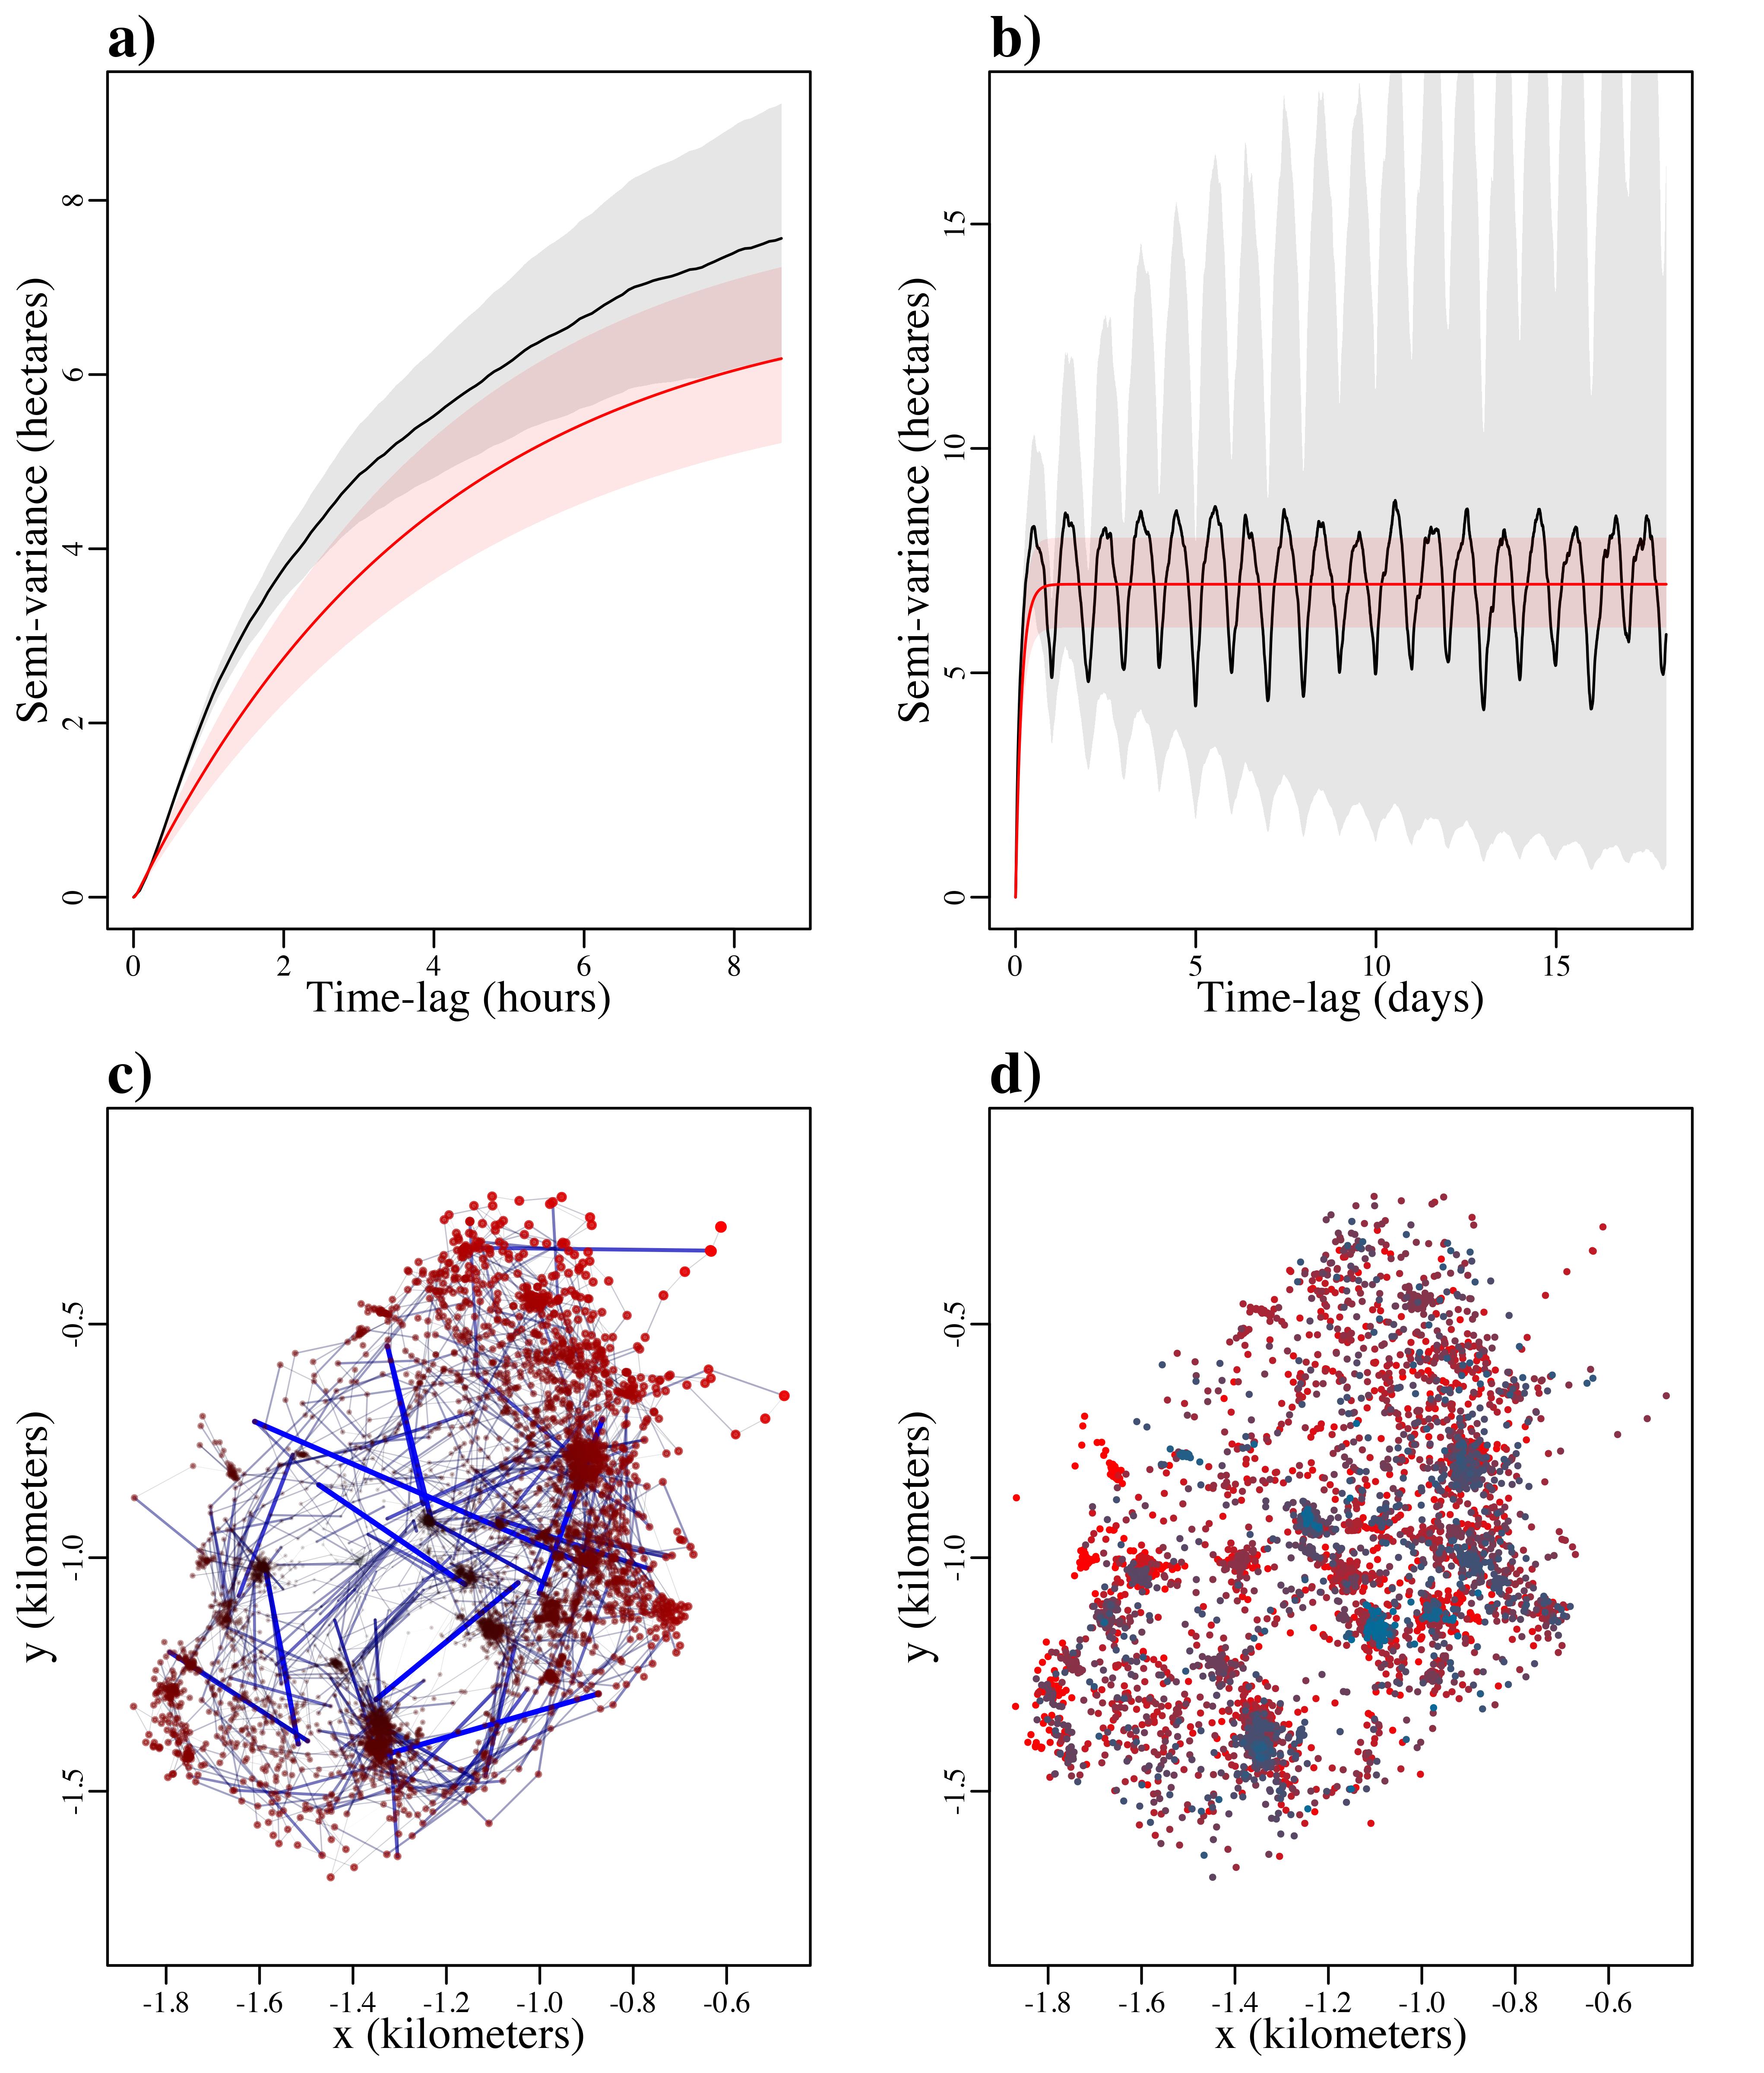 a)
Semi-variance (hectares)
0 2 4 6 8
0 2 4 6 8
Time-lag (hours)
b)
Semi-variance (hectares)
0 5 10 15
0 5 10 15
Time-lag (days)
c)
y (kilometers)
-1.5 -1.0 -0.5
-1.8 -1.6 -1.4 -1.2 -1.0 -0.8 -0.6
x (kilometers)
d)
y (kilometers)
-1.5 -1.0 -0.5
-1.8 -1.6 -1.4 -1.2 -1.0 -0.8 -0.6
x (kilometers)